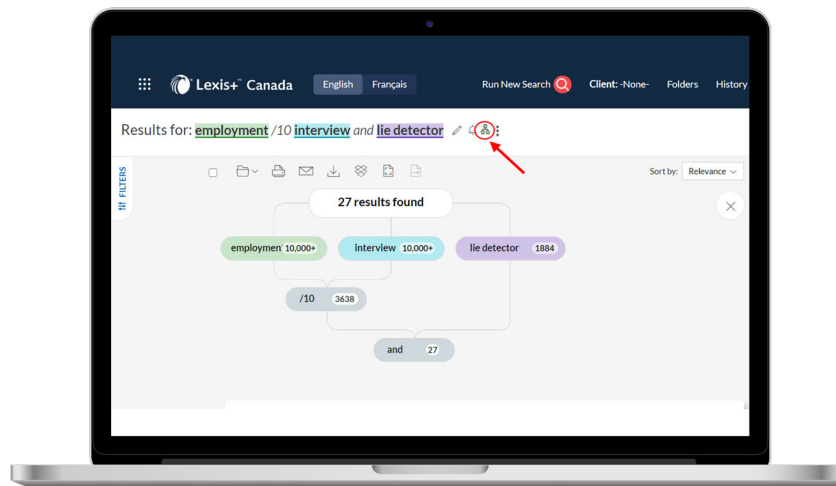 Lexis+™ Canada English Français Run New Search Client: -None- Folders History
Results for: employment /10 interview and lie detector
FILTERS
Sort by: Relevance
27 results found
employment 10,000+ interview 10,000+ lie detector 1884
/10 3638
and 27